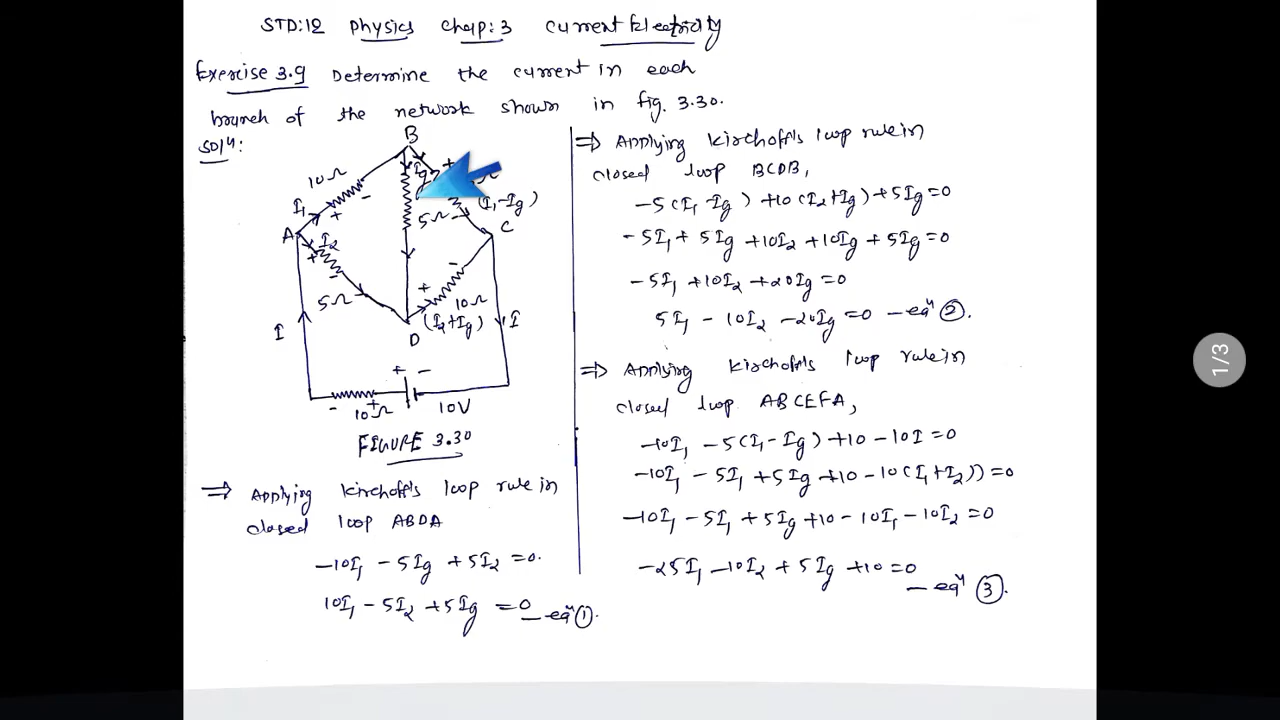 STD:12 Physics Chap:3 Current Electricity
Exercise 3.9 Determine the current in each
branch of the network shown in fig. 3.30.
Solⁿ:
B
10Ω
I₁
+ -
Ig
+
Ω
(I₁-Ig)
5Ω
A
I₂
+ -
C
5Ω
+ -
10Ω
D
(I₂+Ig)
I
I
+ -
- +
10Ω
10V
FIGURE 3.30
⇒ Applying Kirchoff's loop rule in
closed loop ABDA
-10I₁ - 5Ig + 5I₂ =0.
10I₁ - 5I₂ + 5Ig = 0 — eqⁿ ①.
⇒ Applying Kirchoff's loop rule in
closed loop BCDB,
-5(I₁-Ig) +10(I₂+Ig)+5Ig=0
-5I₁+ 5Ig +10I₂ +10Ig + 5Ig=0
-5I₁ +10I₂ +20Ig =0
5I₁ - 10I₂ -20Ig =0 — eqⁿ ②.
⇒ Applying Kirchoff's loop rule in
closed loop ABCEFA,
-10I₁ -5(I₁-Ig)+10 -10I =0
-10I₁ - 5I₁ +5Ig +10 -10(I₁+I₂))=0
-10I₁ -5I₁ +5Ig+10 - 10I₁ -10I₂ =0
-25I₁ -10I₂ + 5Ig +10 =0
— eqⁿ ③.
1/3